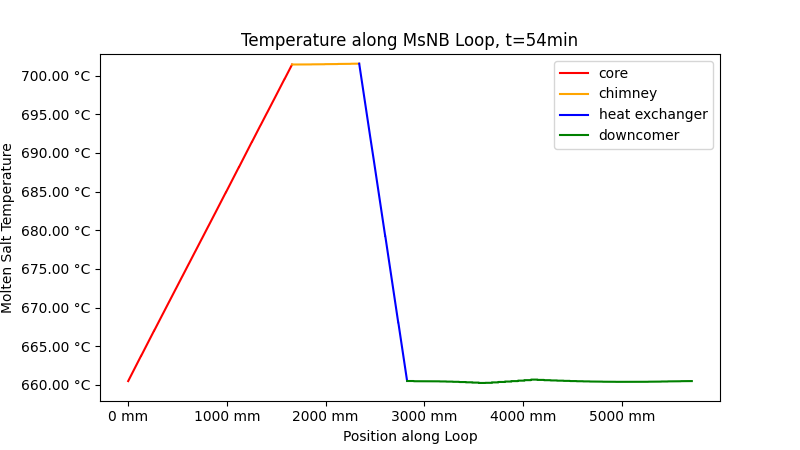 Temperature along MsNB Loop, t=54min
core
chimney
heat exchanger
downcomer
Molten Salt Temperature
700.00 °C
695.00 °C
690.00 °C
685.00 °C
680.00 °C
675.00 °C
670.00 °C
665.00 °C
660.00 °C
0 mm
1000 mm
2000 mm
3000 mm
4000 mm
5000 mm
Position along Loop